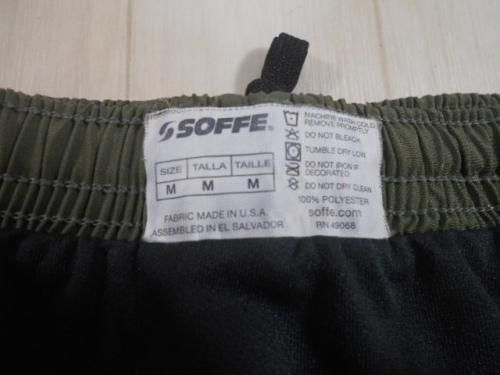 SOFFE®
SIZE TALLA TAILLE
M M M
FABRIC MADE IN U.S.A.
ASSEMBLED IN EL SALVADOR
MACHINE WASH COLD
REMOVE PROMPTLY
DO NOT BLEACH
TUMBLE DRY LOW
DO NOT IRON IF
DECORATED
DO NOT DRY CLEAN
100% POLYESTER
soffe.com
RN 49068